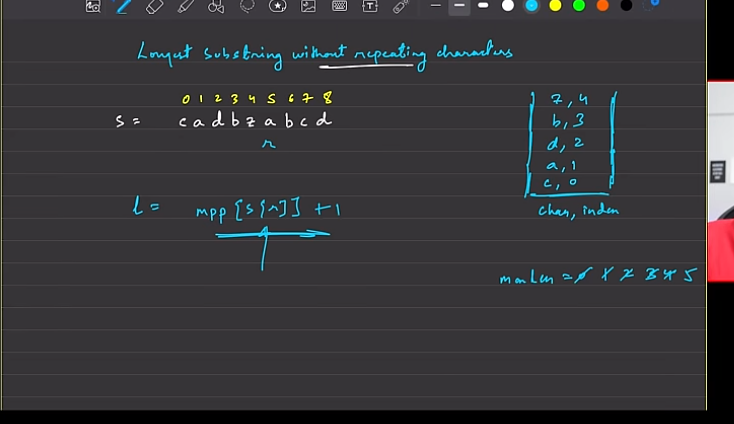 Longest substring without repeating characters
0 1 2 3 4 5 6 7 8
s = c a d b z a b c d
r
l = mpp [s[r]] + 1
z, 4
b, 3
d, 2
a, 1
c, 0
char, index
maxLen = 0 1 2 3 4 5